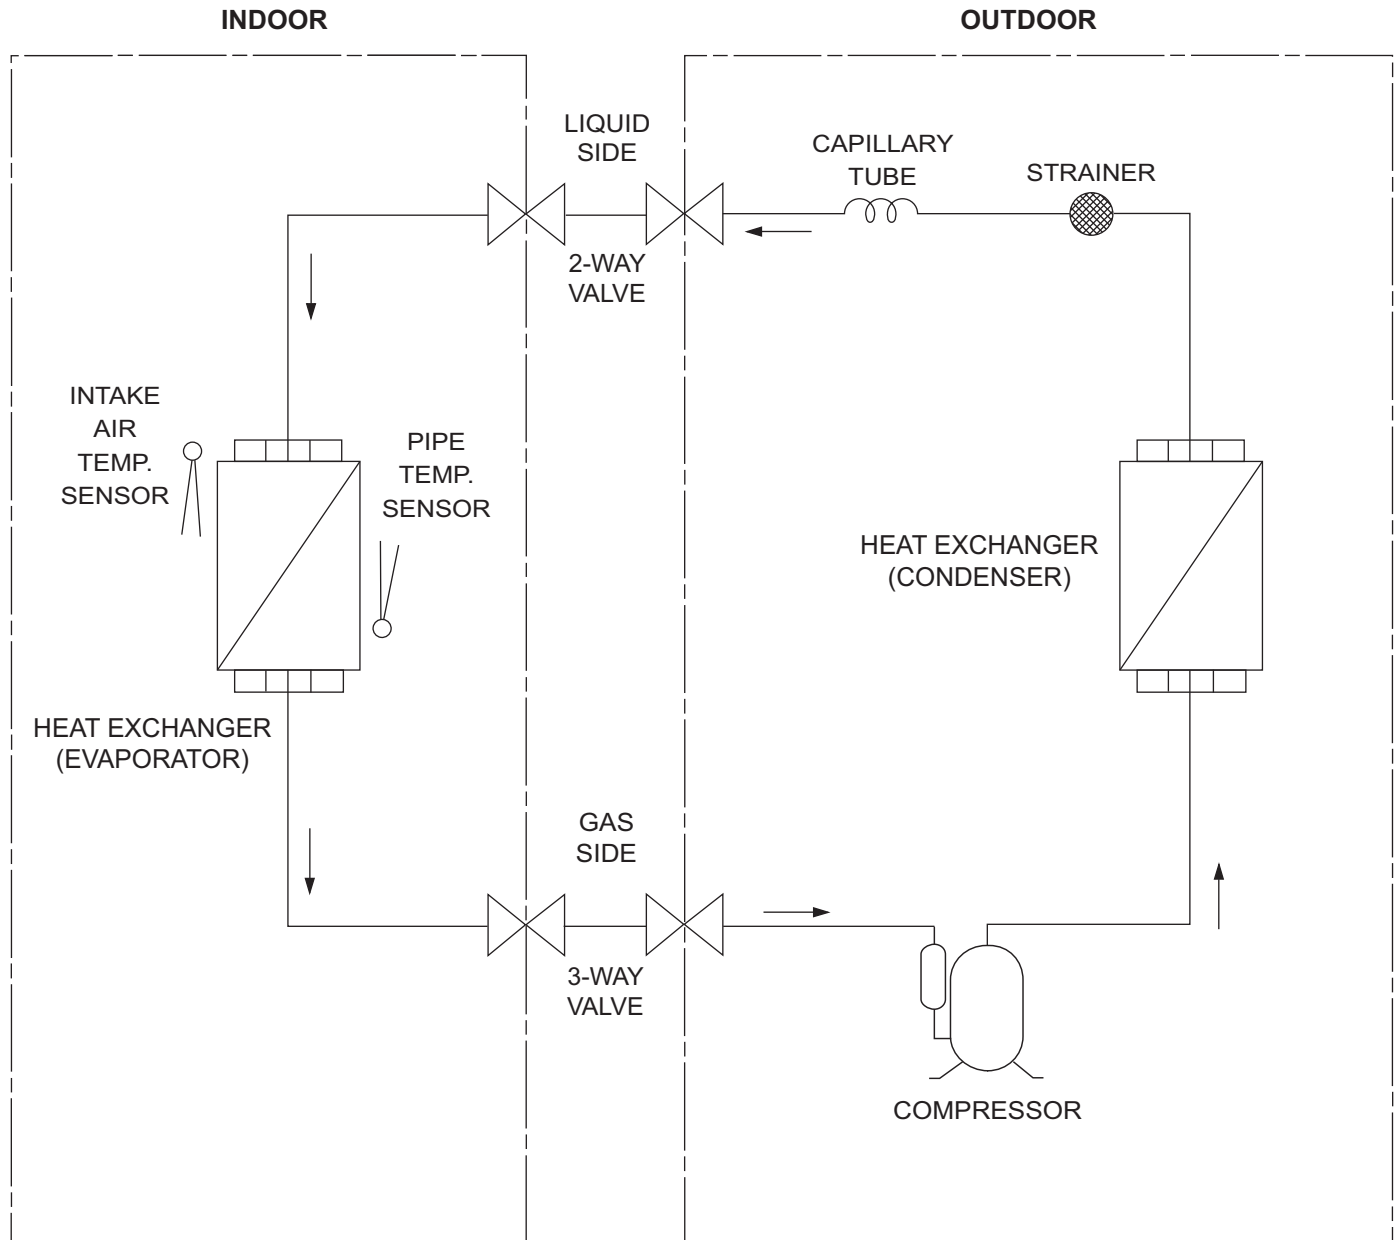 INDOOR
OUTDOOR
LIQUID
SIDE
CAPILLARY
TUBE
STRAINER
2-WAY
VALVE
INTAKE
AIR
TEMP.
SENSOR
PIPE
TEMP.
SENSOR
HEAT EXCHANGER
(CONDENSER)
HEAT EXCHANGER
(EVAPORATOR)
GAS
SIDE
3-WAY
VALVE
COMPRESSOR